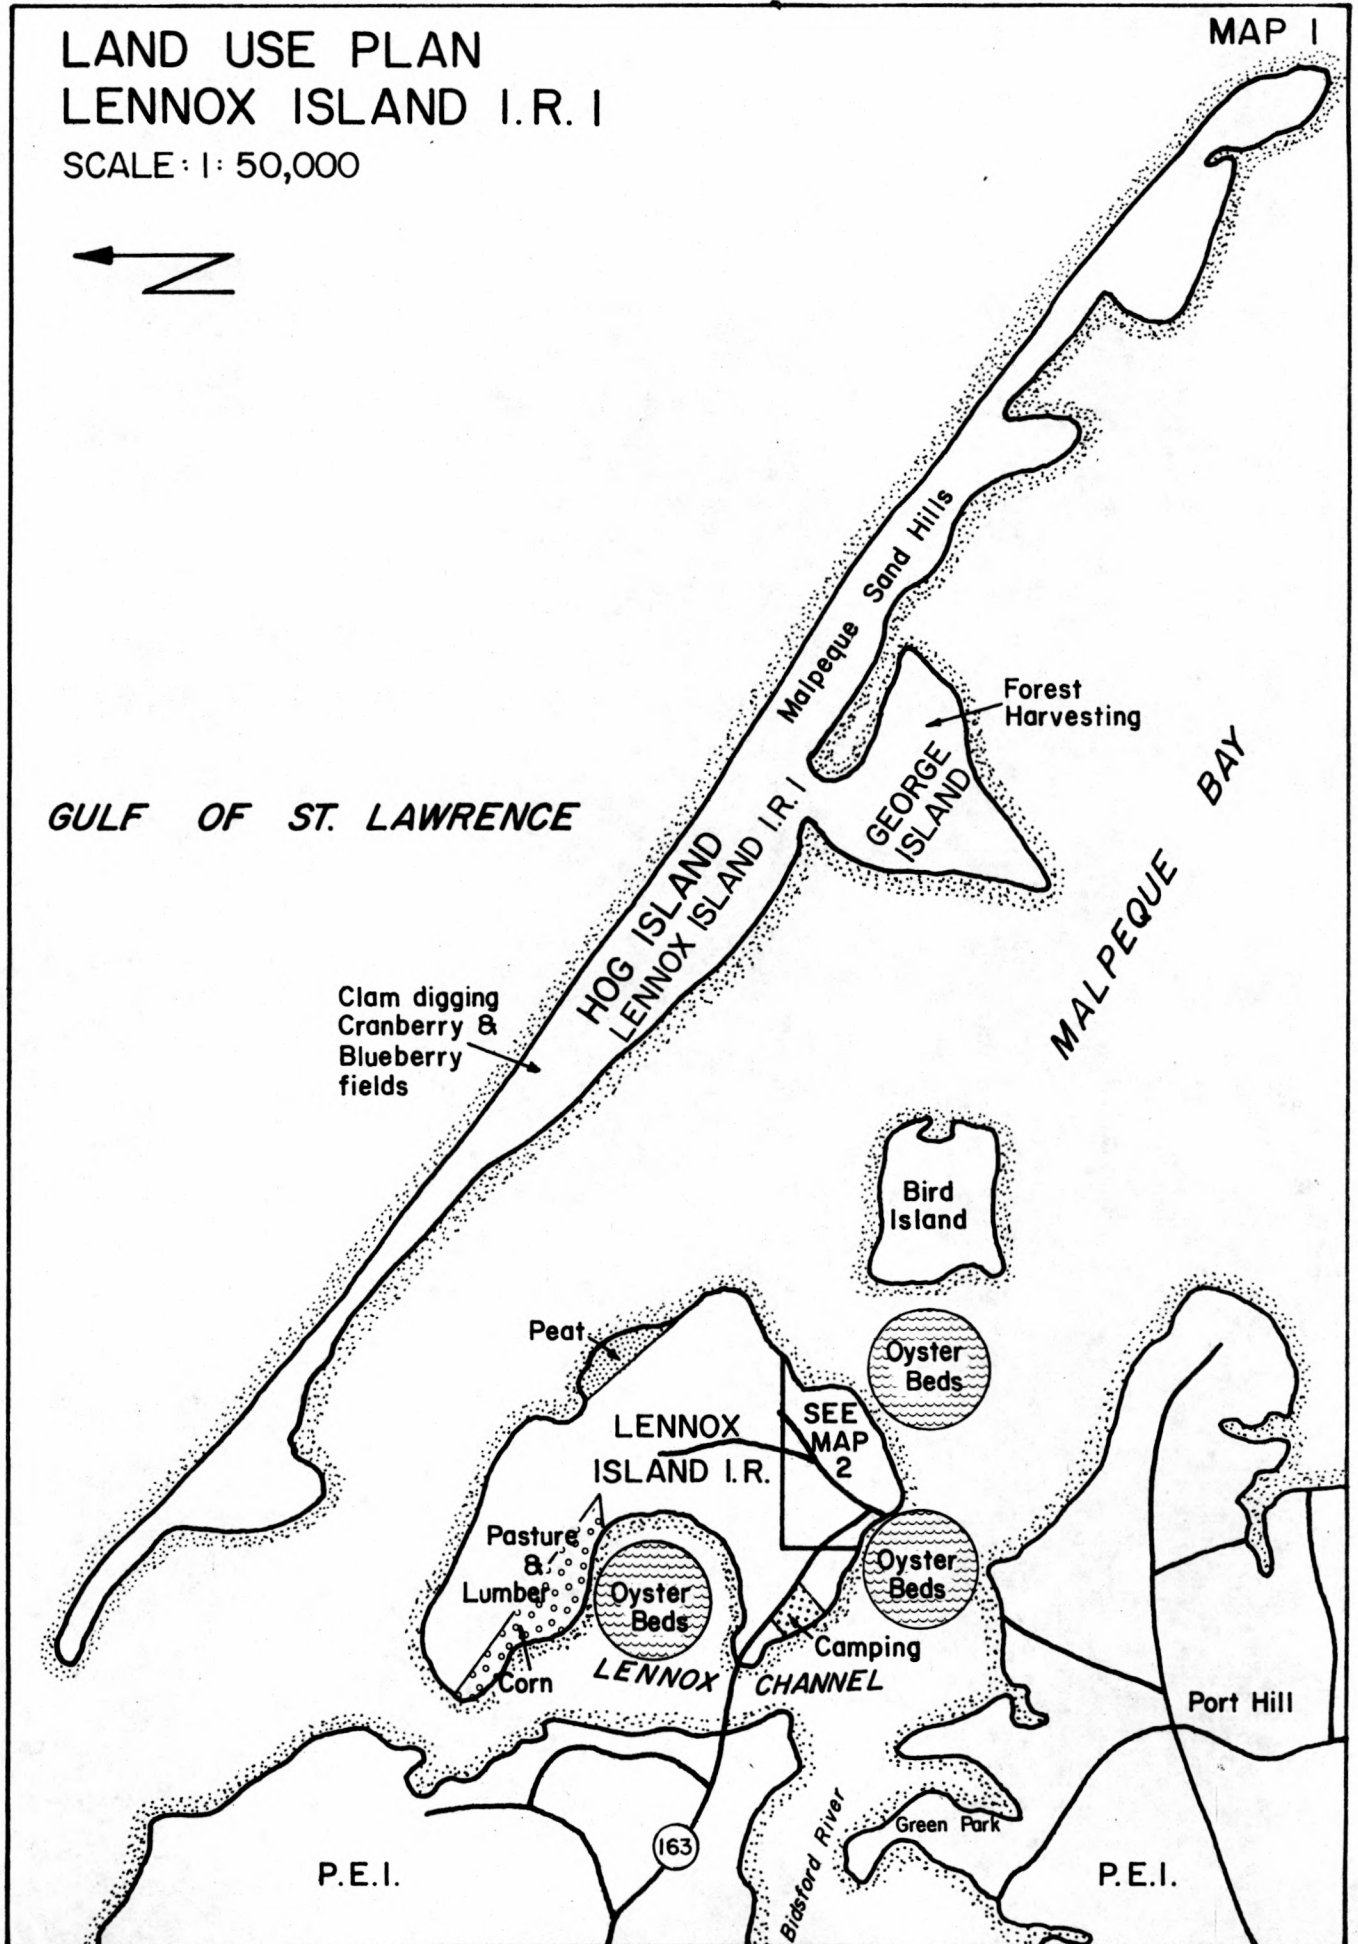 MAP 1
LAND USE PLAN
LENNOX ISLAND I.R. 1
SCALE: 1: 50,000
Malpeque Sand Hills
Forest
Harvesting
GEORGE
ISLAND
GULF OF ST. LAWRENCE
MALPEQUE BAY
HOG ISLAND
LENNOX ISLAND I.R. 1
Clam digging
Cranberry &
Blueberry
fields
Bird
Island
Peat
Oyster
Beds
LENNOX
ISLAND I.R.
SEE
MAP
2
Pasture
&
Lumber
Oyster
Beds
Oyster
Beds
Camping
Corn
LENNOX CHANNEL
Port Hill
Green Park
Bidsford River
163
P.E.I.
P.E.I.